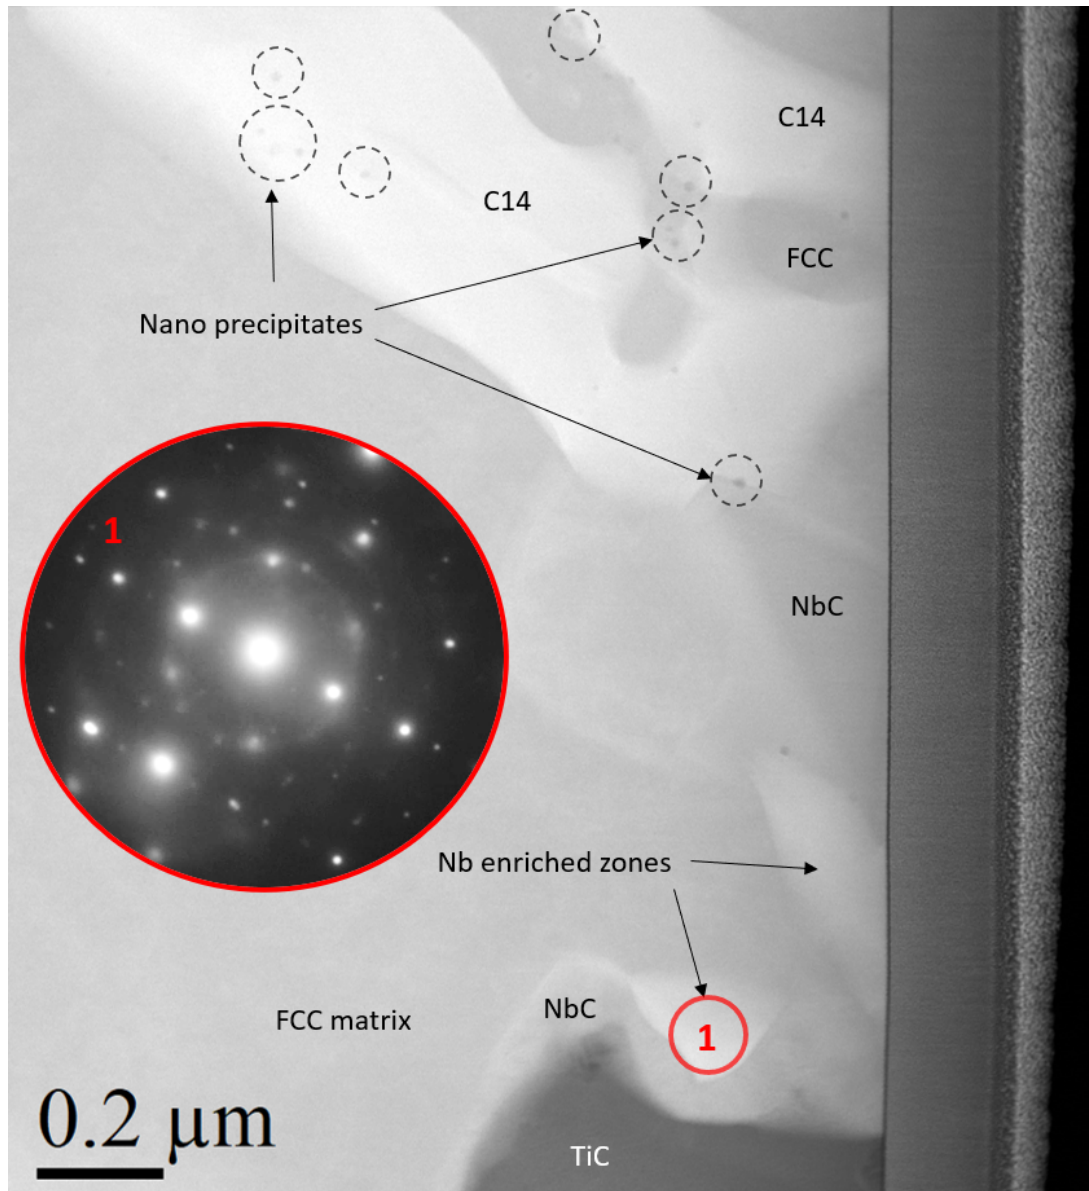 C14
C14
FCC
Nano precipitates
1
NbC
Nb enriched zones
NbC
FCC matrix
1
0.2 μm
TiC